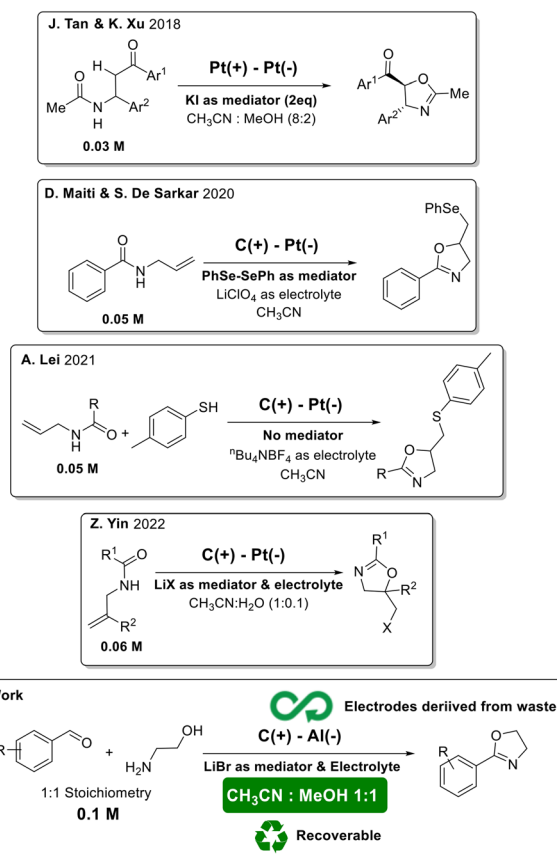 J. Tan & K. Xu 2018
O
H
Ar1
O
Me
N
H
Ar2
0.03 M
Pt(+) - Pt(-)
KI as mediator (2eq)
CH3CN : MeOH (8:2)
O
Ar1
O
Me
N
Ar2
D. Maiti & S. De Sarkar 2020
O
N
H
0.05 M
C(+) - Pt(-)
PhSe-SePh as mediator
LiClO4 as electrolyte
CH3CN
PhSe
O
N
A. Lei 2021
R
N
H
O
+
SH
0.05 M
C(+) - Pt(-)
No mediator
nBu4NBF4 as electrolyte
CH3CN
S
O
R
N
Z. Yin 2022
R1
O
NH
R2
0.06 M
C(+) - Pt(-)
LiX as mediator & electrolyte
CH3CN:H2O (1:0.1)
R1
N
O
R2
X
Work
Electrodes deriived from waste
R
O
+
H2N
OH
1:1 Stoichiometry
0.1 M
C(+) - Al(-)
LiBr as mediator & Electrolyte
CH3CN : MeOH 1:1
Recoverable
R
O
N